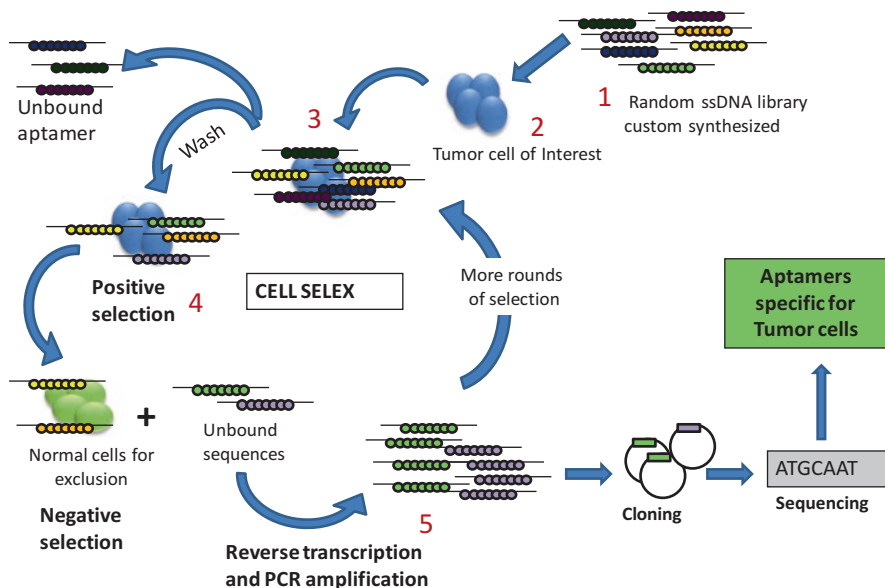 1
Random ssDNA library
custom synthesized
2
Tumor cell of Interest
3
Unbound
aptamer
Wash
Positive
selection
4
CELL SELEX
More rounds
of selection
Aptamers
specific for
Tumor cells
+
Normal cells for
exclusion
Negative
selection
Unbound
sequences
5
Reverse transcription
and PCR amplification
Cloning
ATGCAAT
Sequencing